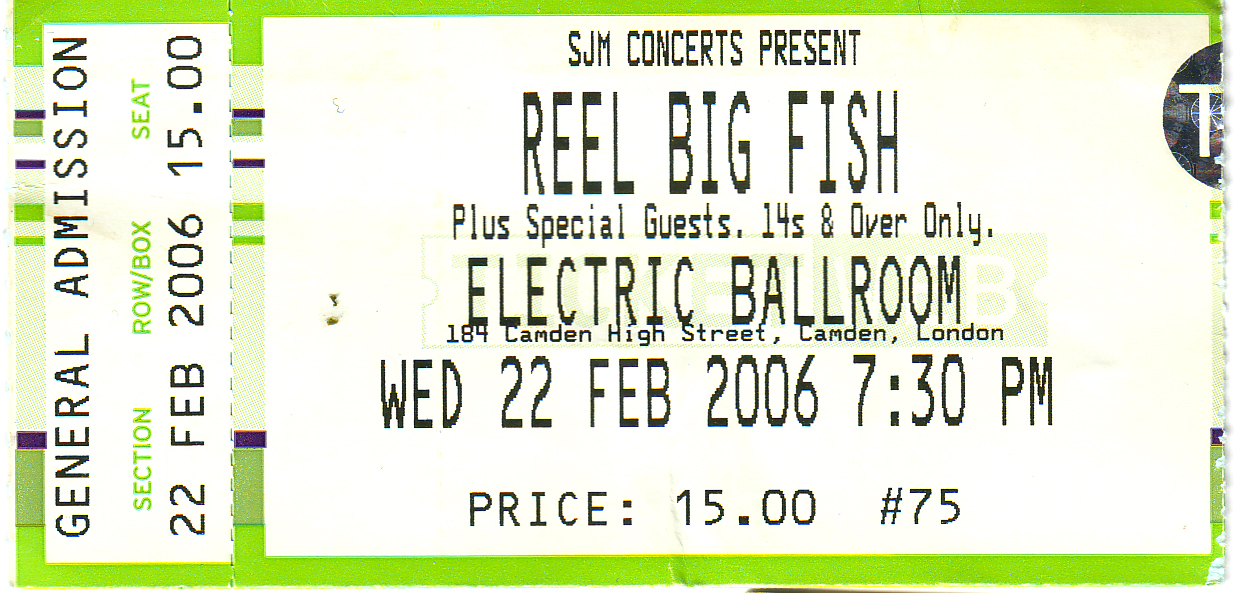 GENERAL ADMISSION
SECTION ROW/BOX SEAT
22 FEB 2006 15.00
SJM CONCERTS PRESENT
REEL BIG FISH
Plus Special Guests. 14s & Over Only.
ELECTRIC BALLROOM
184 Camden High Street, Camden, London
WED 22 FEB 2006 7:30 PM
PRICE: 15.00 #75